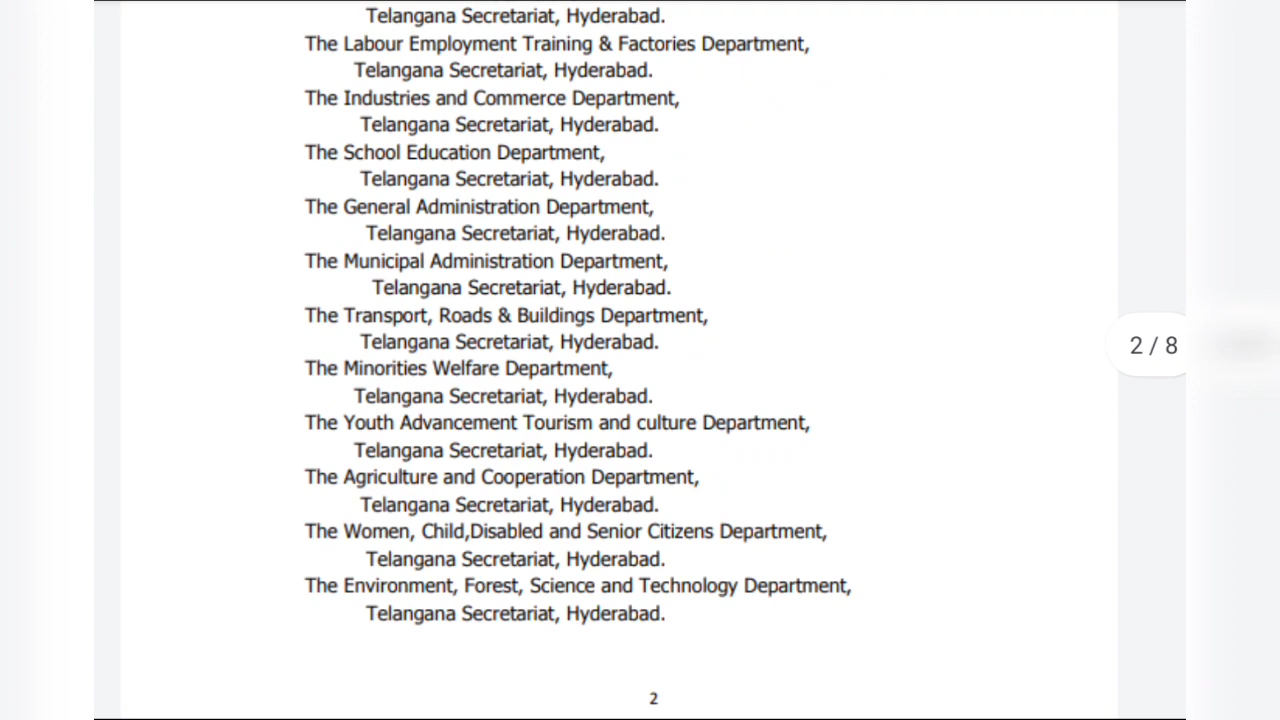 Telangana Secretariat, Hyderabad.
The Labour Employment Training & Factories Department,
Telangana Secretariat, Hyderabad.
The Industries and Commerce Department,
Telangana Secretariat, Hyderabad.
The School Education Department,
Telangana Secretariat, Hyderabad.
The General Administration Department,
Telangana Secretariat, Hyderabad.
The Municipal Administration Department,
Telangana Secretariat, Hyderabad.
The Transport, Roads & Buildings Department,
Telangana Secretariat, Hyderabad.
2 / 8
The Minorities Welfare Department,
Telangana Secretariat, Hyderabad.
The Youth Advancement Tourism and culture Department,
Telangana Secretariat, Hyderabad.
The Agriculture and Cooperation Department,
Telangana Secretariat, Hyderabad.
The Women, Child,Disabled and Senior Citizens Department,
Telangana Secretariat, Hyderabad.
The Environment, Forest, Science and Technology Department,
Telangana Secretariat, Hyderabad.
2